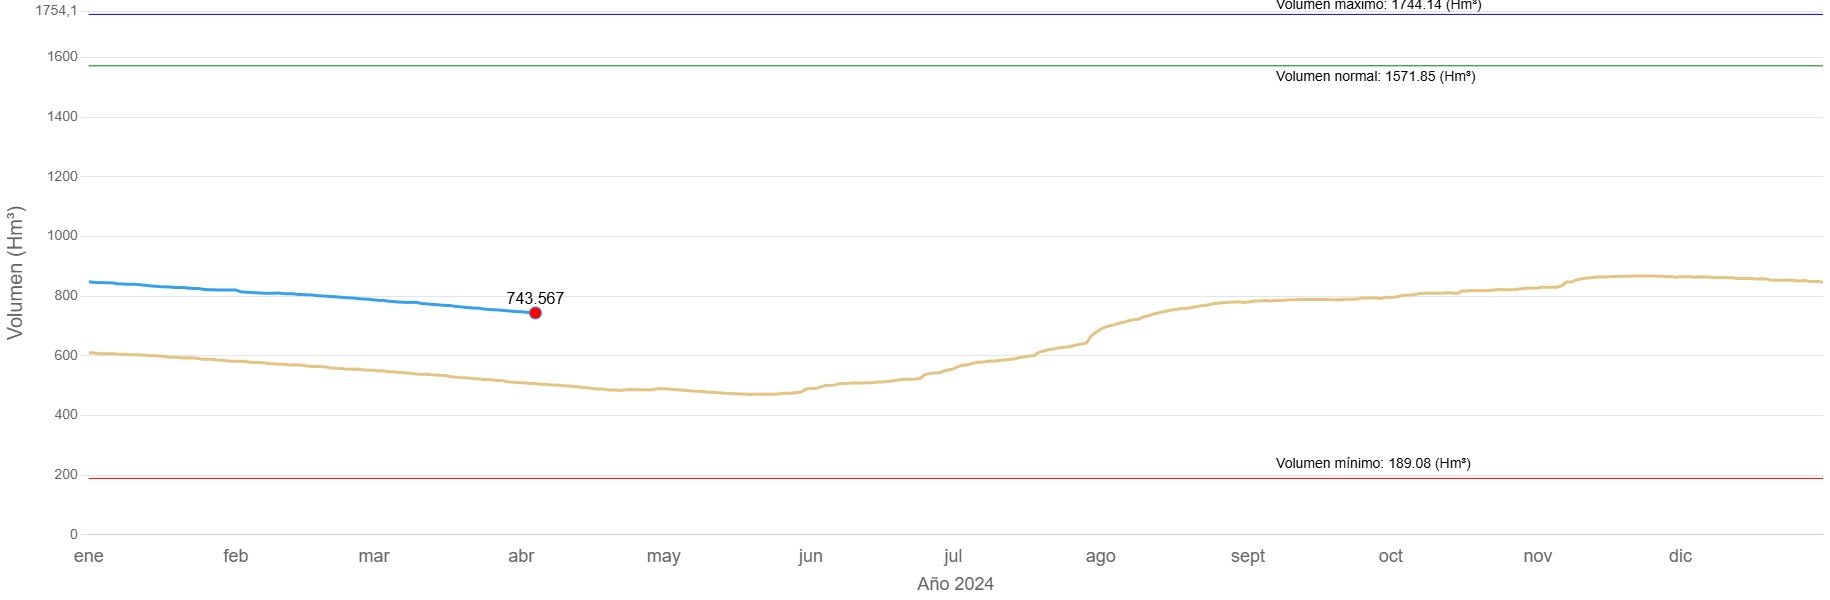 1754,1
Volumen máximo: 1744.14 (Hm³)
1600
Volumen normal: 1571.85 (Hm³)
1400
1200
1000
800
743.567
600
400
Volumen mínimo: 189.08 (Hm³)
200
0
Volumen (Hm³)
ene feb mar abr may jun jul ago sept oct nov dic
Año 2024